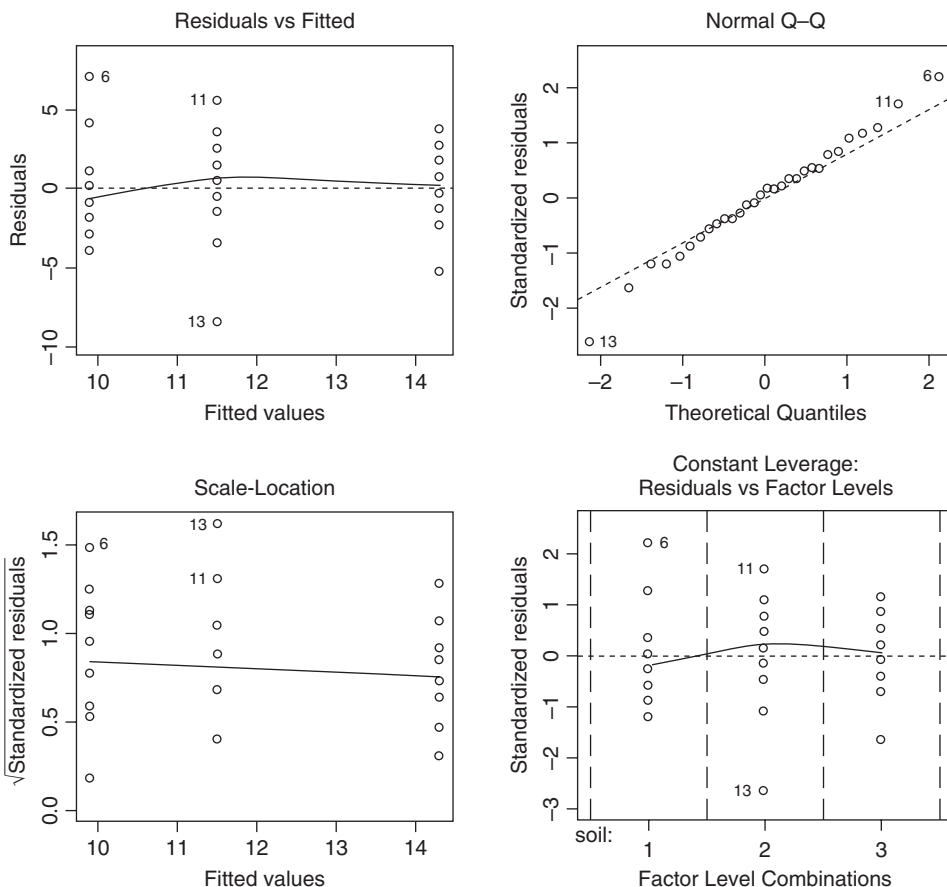 Residuals vs Fitted
Residuals
5
0
−5
−10
6
11
13
10 11 12 13 14
Fitted values
Normal Q–Q
Standardized residuals
2
1
0
−1
−2
6
11
13
−2 −1 0 1 2
Theoretical Quantiles
Scale-Location
√Standardized residuals
1.5
1.0
0.5
0.0
6
13
11
10 11 12 13 14
Fitted values
Constant Leverage:
Residuals vs Factor Levels
Standardized residuals
2
1
0
−1
−2
−3
6
11
13
soil:
1 2 3
Factor Level Combinations